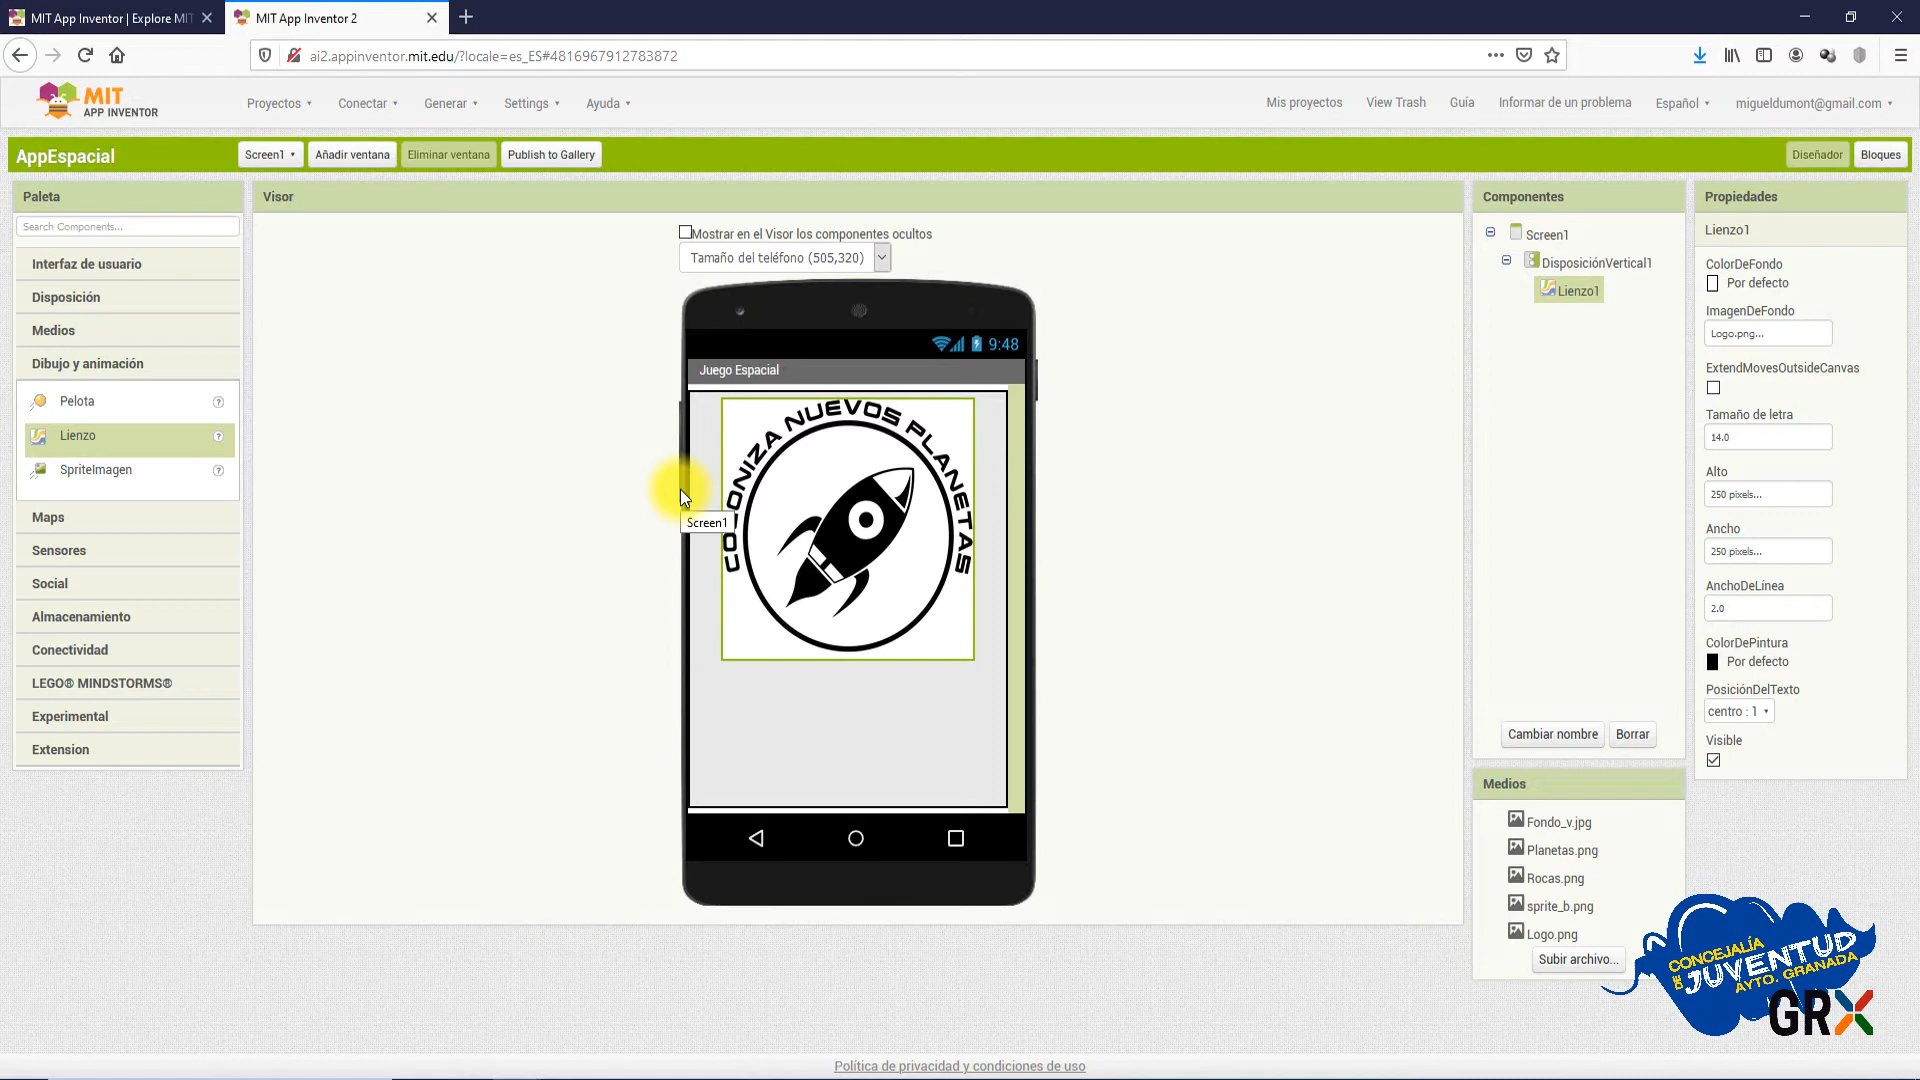 MIT App Inventor | Explore MIT
MIT App Inventor 2
ai2.appinventor.mit.edu/?locale=es_ES#4816967912783872
MIT
APP INVENTOR
Proyectos
Conectar
Generar
Settings
Ayuda
Mis proyectos
View Trash
Guía
Informar de un problema
Español
migueldumont@gmail.com
AppEspacial
Screen1
Añadir ventana
Eliminar ventana
Publish to Gallery
Diseñador
Bloques
Paleta
Search Components...
Interfaz de usuario
Disposición
Medios
Dibujo y animación
Pelota
Lienzo
SpriteImagen
Maps
Sensores
Social
Almacenamiento
Conectividad
LEGO® MINDSTORMS®
Experimental
Extension
Visor
Mostrar en el Visor los componentes ocultos
Tamaño del teléfono (505,320)
9:48
Juego Espacial
COLONIZA NUEVOS PLANETAS
Screen1
Componentes
Screen1
DisposiciónVertical1
Lienzo1
Cambiar nombre
Borrar
Medios
Fondo_v.jpg
Planetas.png
Rocas.png
sprite_b.png
Logo.png
Subir archivo...
Propiedades
Lienzo1
ColorDeFondo
Por defecto
ImagenDeFondo
Logo.png...
ExtendMovesOutsideCanvas
Tamaño de letra
14.0
Alto
250 pixels...
Ancho
250 pixels...
AnchoDeLínea
2.0
ColorDePintura
Por defecto
PosiciónDelTexto
centro : 1
Visible
CONCEJALÍA
DE JUVENTUD
AYTO. GRANADA
GRX
Política de privacidad y condiciones de uso